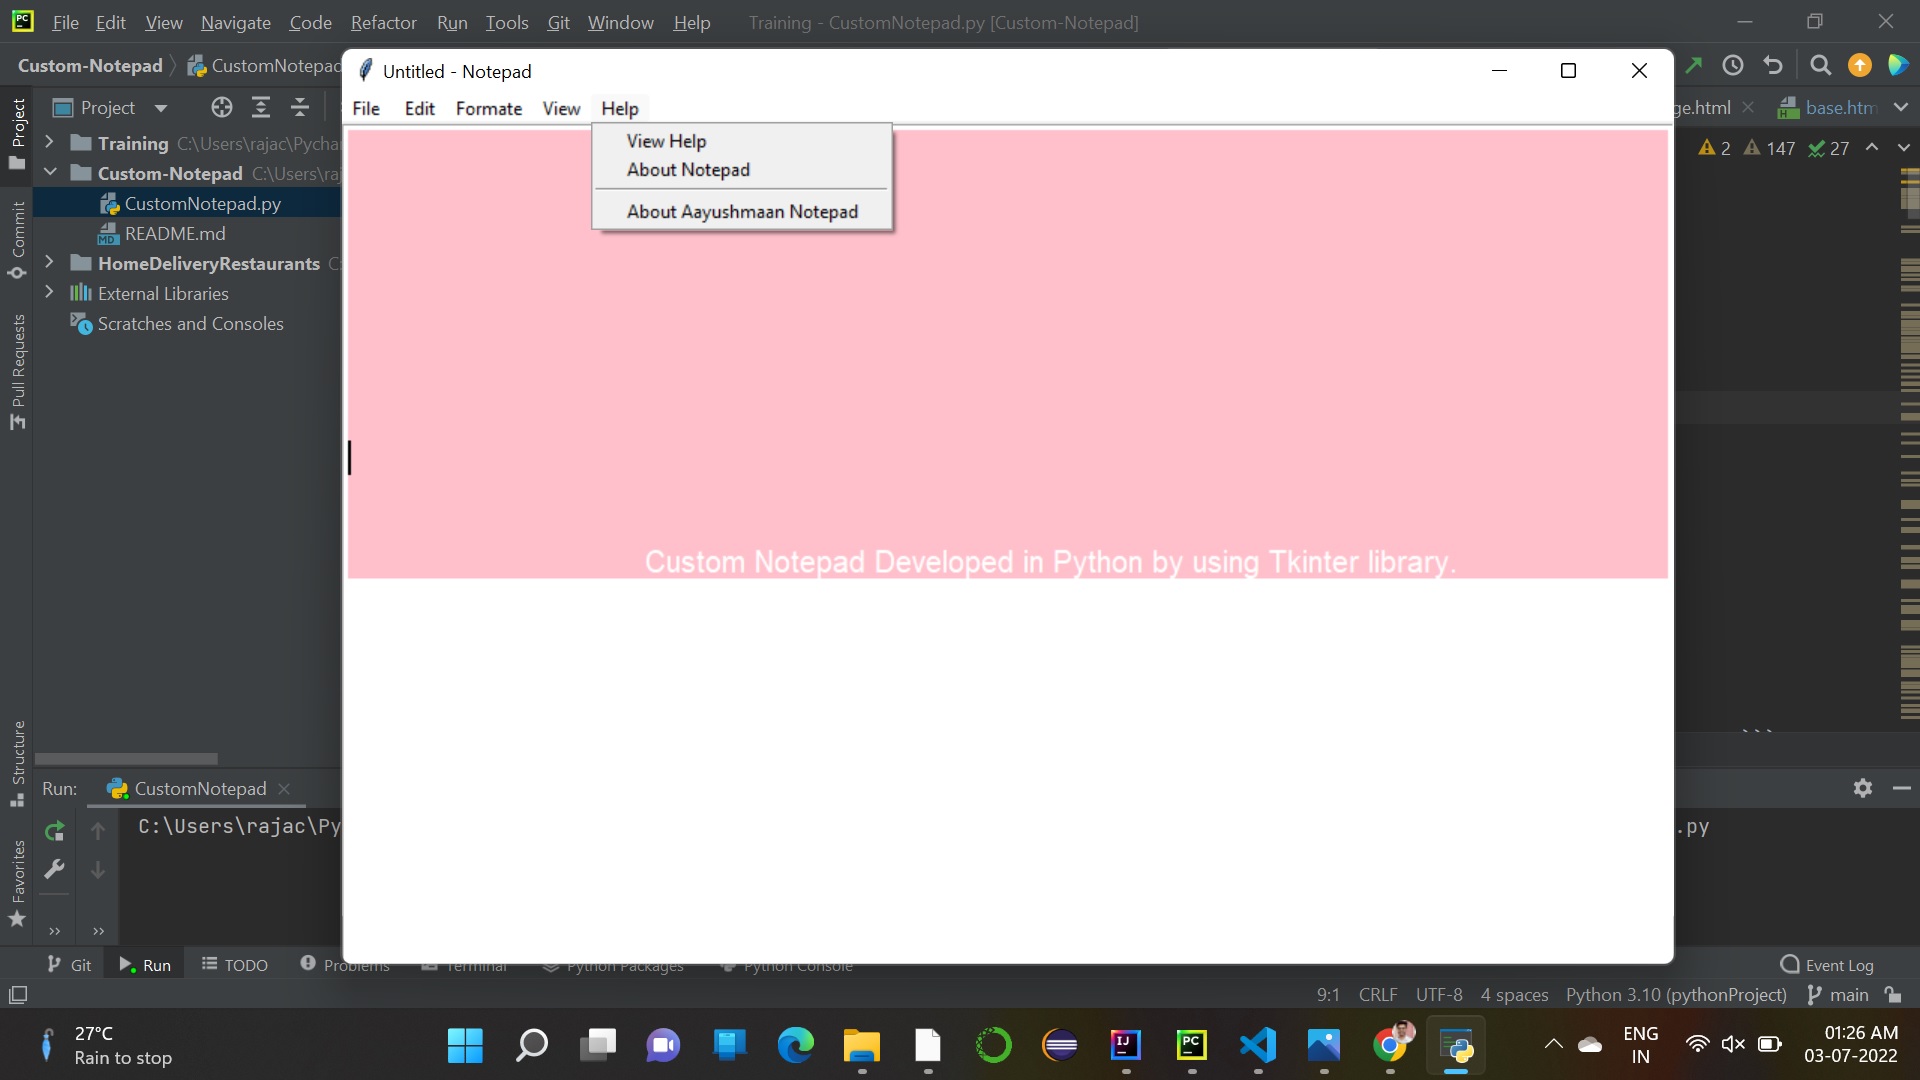 File Edit View Navigate Code Refactor Run Tools Git Window Help Training - CustomNotepad.py [Custom-Notepad]
Custom-Notepad CustomNotepad
Untitled - Notepad
File Edit Formate View Help
View Help
About Notepad
About Aayushmaan Notepad
Custom Notepad Developed in Python by using Tkinter library.
Project
ge.html base.htm
2 147 27
Training C:\Users\rajac\Pycha
Custom-Notepad C:\Users\raj
CustomNotepad.py
README.md
HomeDeliveryRestaurants C:
External Libraries
Scratches and Consoles
Project
Commit
Pull Requests
Structure
Favorites
Run: CustomNotepad
C:\Users\rajac\Py .py
Git Run TODO Problems Terminal Python Packages Python Console Event Log
9:1 CRLF UTF-8 4 spaces Python 3.10 (pythonProject) main
27°C
Rain to stop
ENG
IN
01:26 AM
03-07-2022